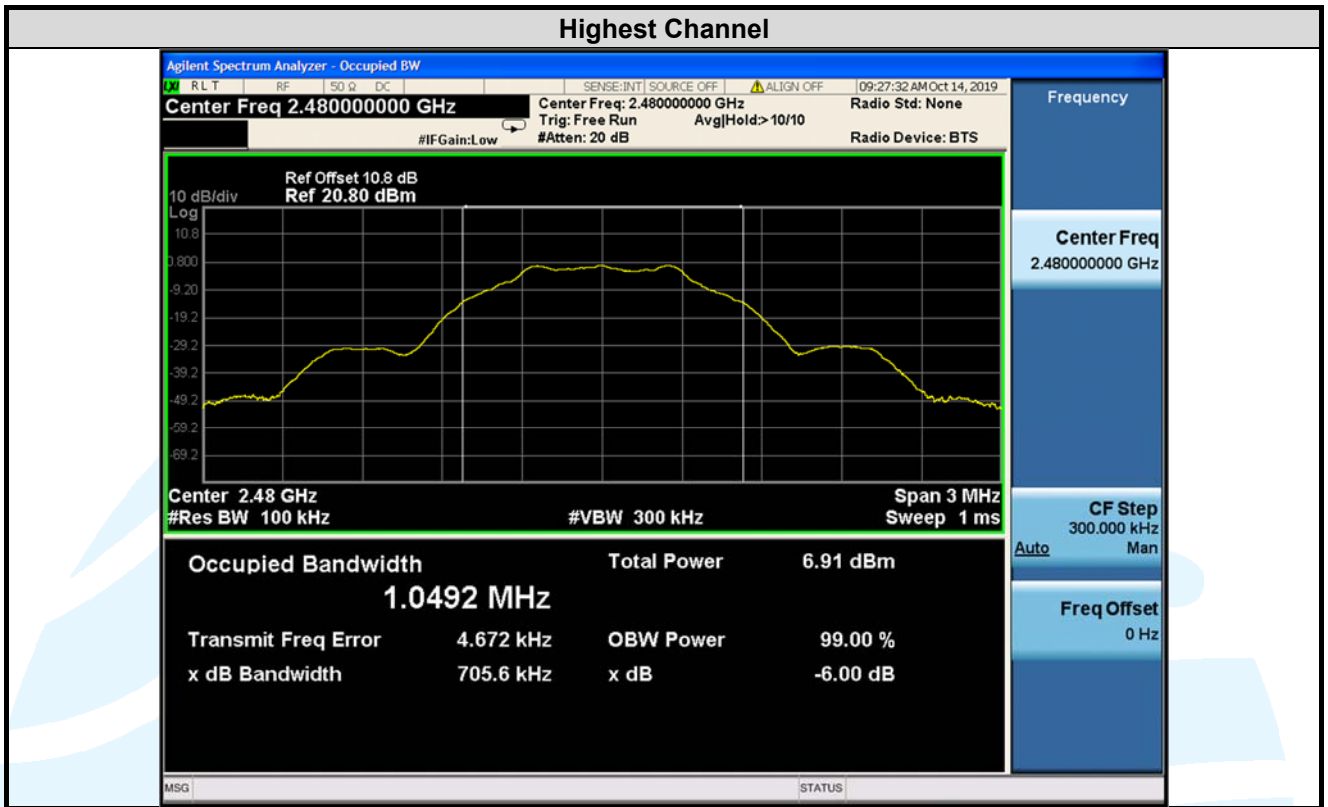 Highest Channel
Agilent Spectrum Analyzer - Occupied BW
LXI RLT RF 50 Ω DC SENSE:INT SOURCE OFF ALIGN OFF 09:27:32 AM Oct 14, 2019
Center Freq 2.480000000 GHz
Center Freq: 2.480000000 GHz
Radio Std: None
Trig: Free Run Avg|Hold:>10/10
#IFGain:Low
#Atten: 20 dB
Radio Device: BTS
Ref Offset 10.8 dB
10 dB/div Ref 20.80 dBm
Log
10.8
0.800
-9.20
-19.2
-29.2
-39.2
-49.2
-59.2
-69.2
Center 2.48 GHz Span 3 MHz
#Res BW 100 kHz #VBW 300 kHz Sweep 1 ms
Occupied Bandwidth Total Power 6.91 dBm
1.0492 MHz
Transmit Freq Error 4.672 kHz OBW Power 99.00 %
x dB Bandwidth 705.6 kHz x dB -6.00 dB
MSG STATUS
Frequency
Center Freq
2.480000000 GHz
CF Step
300.000 kHz
Auto Man
Freq Offset
0 Hz